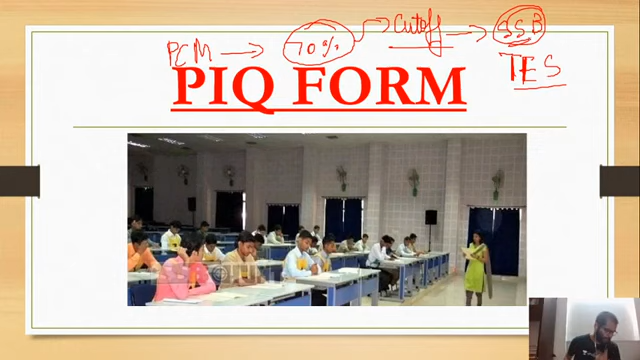 PCM → 70% → Cutoff → SSB
TES
PIQ FORM